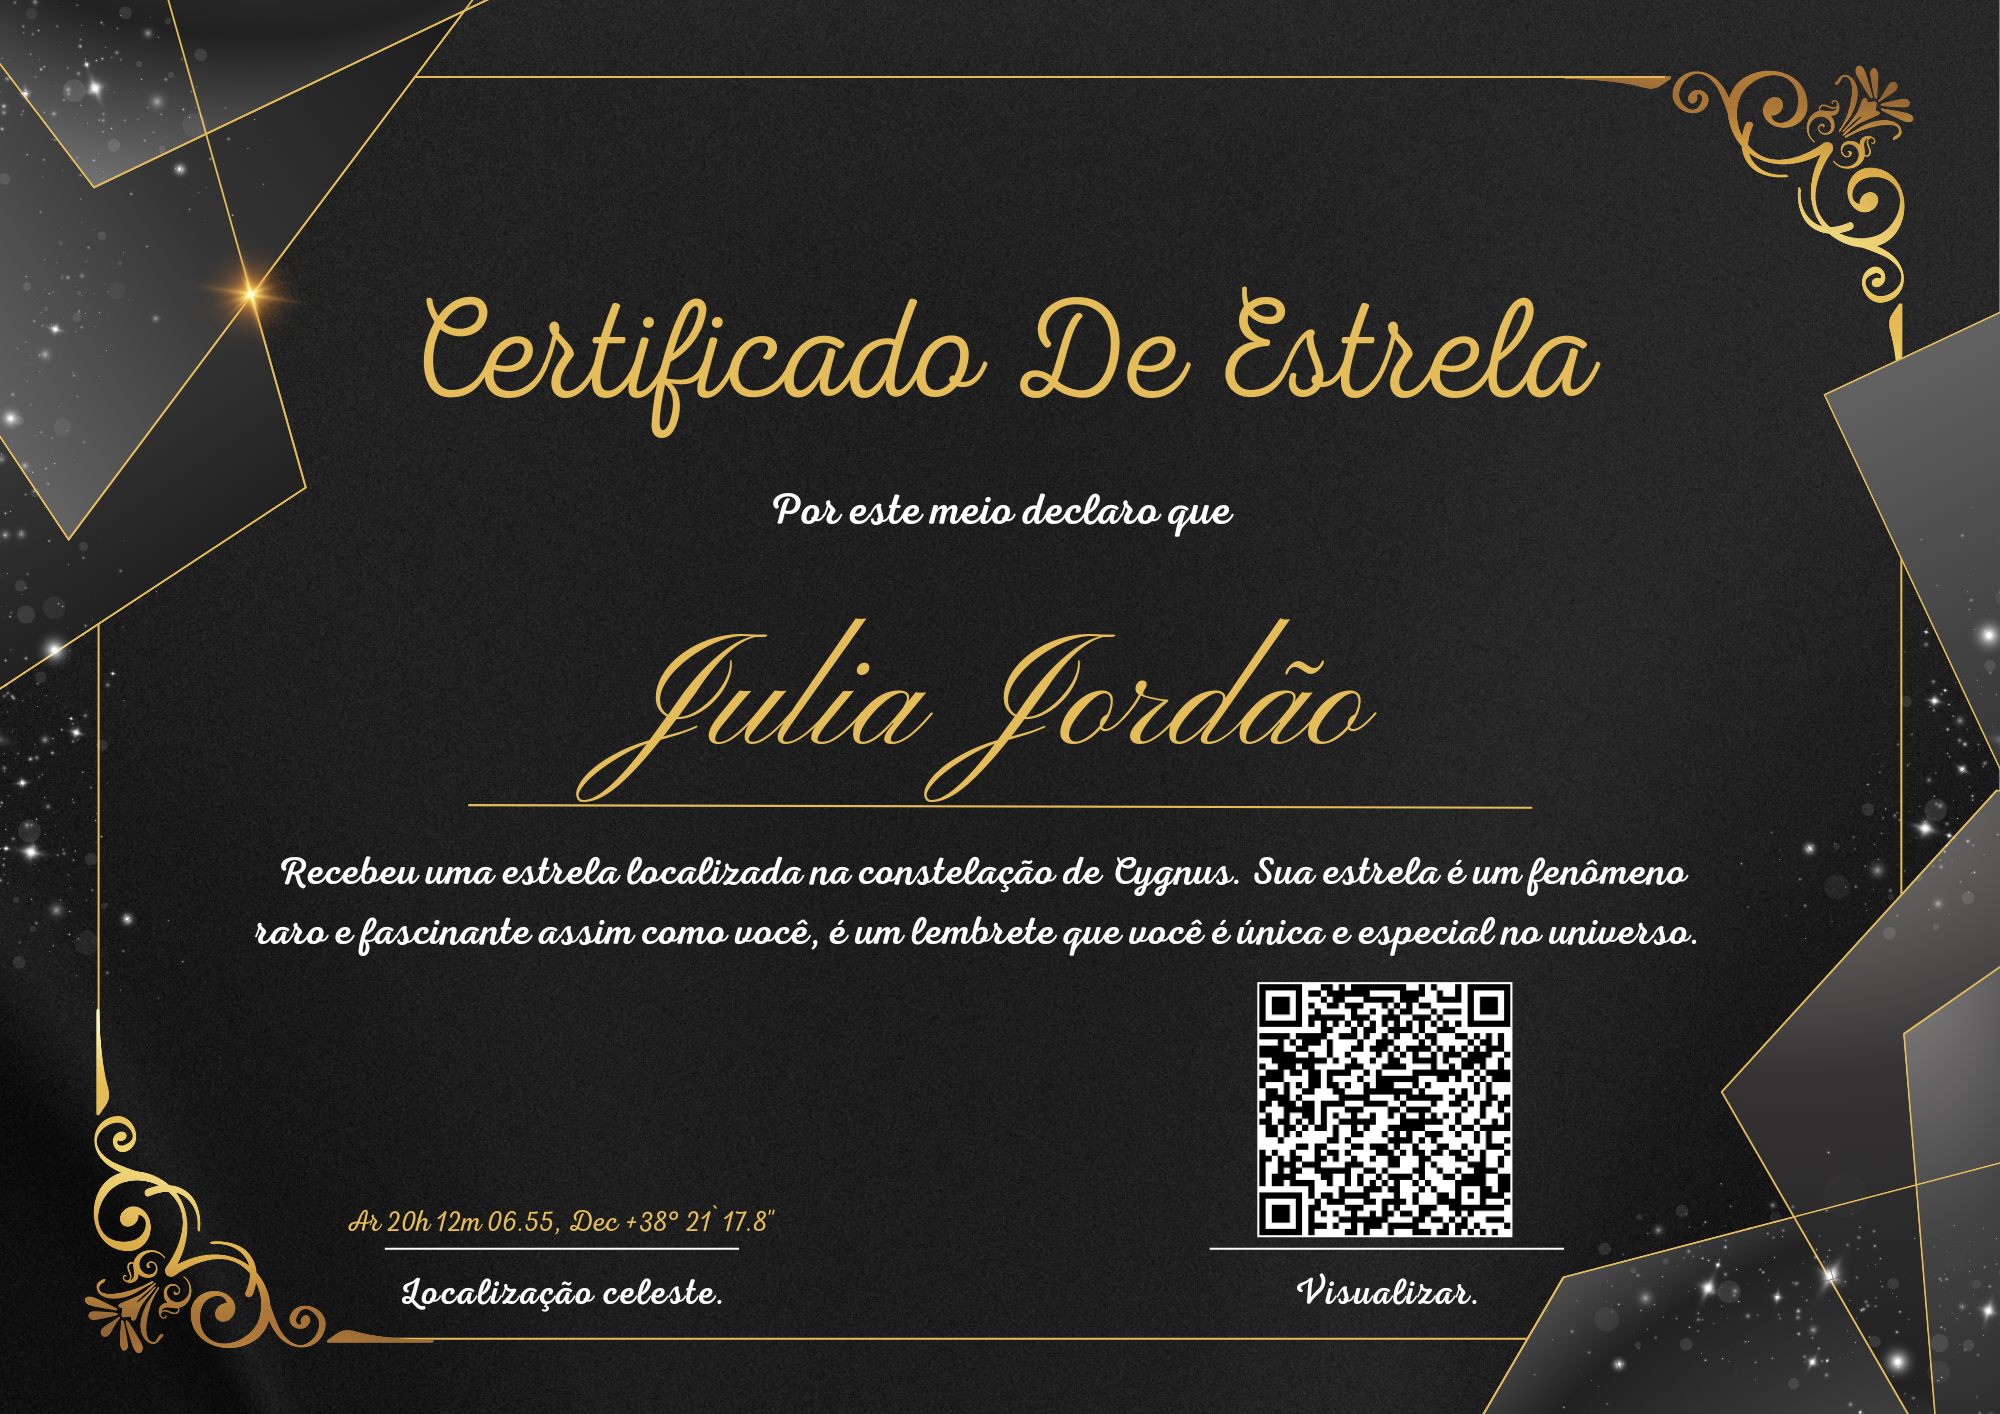 Certificado De Estrela
Por este meio declaro que
Julia Jordão
Recebeu uma estrela localizada na constelação de Cygnus. Sua estrela é um fenômeno
raro e fascinante assim como você, é um lembrete que você é única e especial no universo.
Ar 20h 12m 06.55, Dec +38° 21` 17.8"
Localização celeste.
Visualizar.